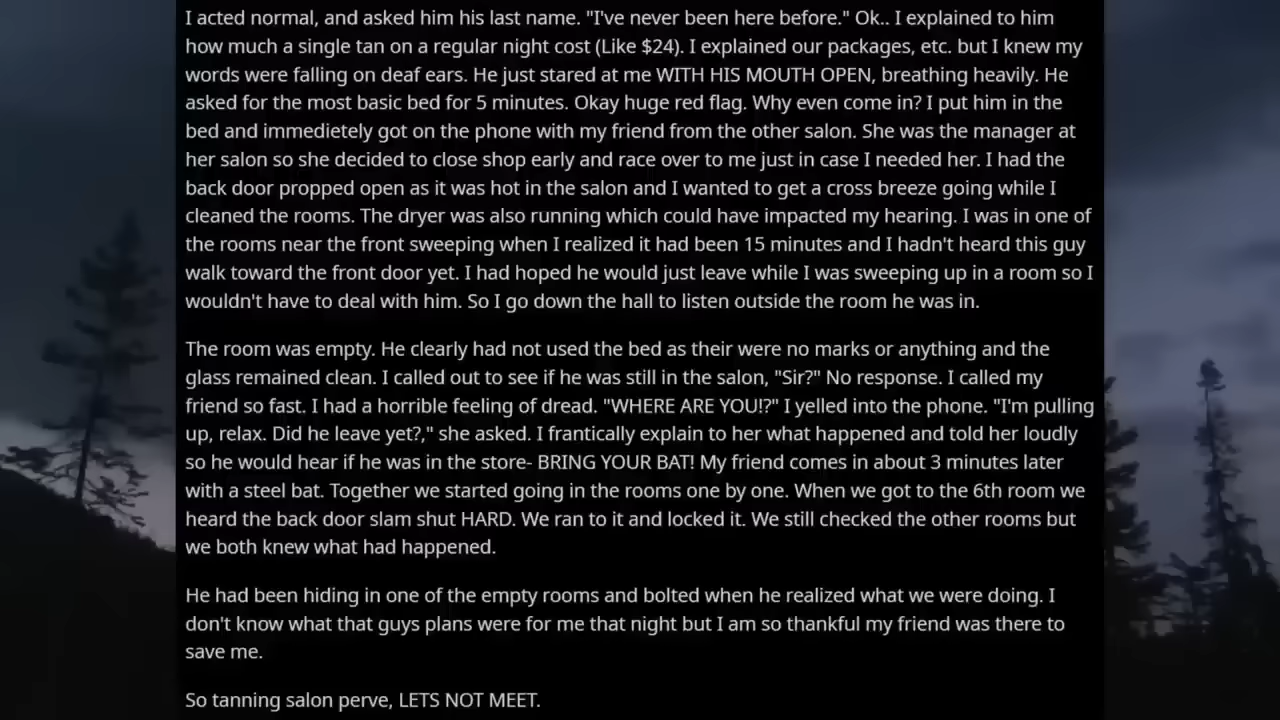 I acted normal, and asked him his last name. "I've never been here before." Ok.. I explained to him
how much a single tan on a regular night cost (Like $24). I explained our packages, etc. but I knew my
words were falling on deaf ears. He just stared at me WITH HIS MOUTH OPEN, breathing heavily. He
asked for the most basic bed for 5 minutes. Okay huge red flag. Why even come in? I put him in the
bed and immedietely got on the phone with my friend from the other salon. She was the manager at
her salon so she decided to close shop early and race over to me just in case I needed her. I had the
back door propped open as it was hot in the salon and I wanted to get a cross breeze going while I
cleaned the rooms. The dryer was also running which could have impacted my hearing. I was in one of
the rooms near the front sweeping when I realized it had been 15 minutes and I hadn't heard this guy
walk toward the front door yet. I had hoped he would just leave while I was sweeping up in a room so I
wouldn't have to deal with him. So I go down the hall to listen outside the room he was in.
The room was empty. He clearly had not used the bed as their were no marks or anything and the
glass remained clean. I called out to see if he was still in the salon, "Sir?" No response. I called my
friend so fast. I had a horrible feeling of dread. "WHERE ARE YOU!?" I yelled into the phone. "I'm pulling
up, relax. Did he leave yet?," she asked. I frantically explain to her what happened and told her loudly
so he would hear if he was in the store- BRING YOUR BAT! My friend comes in about 3 minutes later
with a steel bat. Together we started going in the rooms one by one. When we got to the 6th room we
heard the back door slam shut HARD. We ran to it and locked it. We still checked the other rooms but
we both knew what had happened.
He had been hiding in one of the empty rooms and bolted when he realized what we were doing. I
don't know what that guys plans were for me that night but I am so thankful my friend was there to
save me.
So tanning salon perve, LETS NOT MEET.